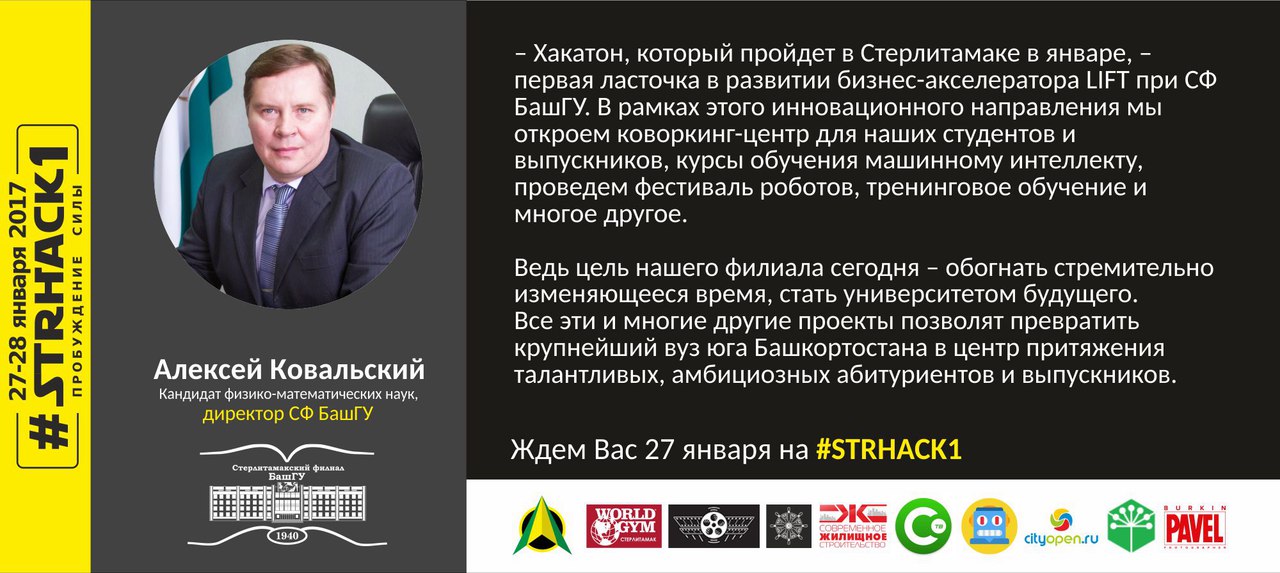 27-28 января 2017
#STRHACK1
ПРОБУЖДЕНИЕ СИЛЫ
Алексей Ковальский
Кандидат физико-математических наук,
директор СФ БашГУ
Стерлитамакский филиал
БашГУ
1940
– Хакатон, который пройдет в Стерлитамаке в январе, –
первая ласточка в развитии бизнес-акселератора LIFT при СФ
БашГУ. В рамках этого инновационного направления мы
откроем коворкинг-центр для наших студентов и
выпускников, курсы обучения машинному интеллекту,
проведем фестиваль роботов, тренинговое обучение и
многое другое.
Ведь цель нашего филиала сегодня – обогнать стремительно
изменяющееся время, стать университетом будущего.
Все эти и многие другие проекты позволят превратить
крупнейший вуз юга Башкортостана в центр притяжения
талантливых, амбициозных абитуриентов и выпускников.
Ждем Вас 27 января на #STRHACK1
WORLD
GYM
СТЕРЛИТАМАК
СОВРЕМЕННОЕ
ЖИЛИЩНОЕ
СТРОИТЕЛЬСТВО
TM
cityopen.ru
BURKIN
PAVEL
PHOTOGRAPHER